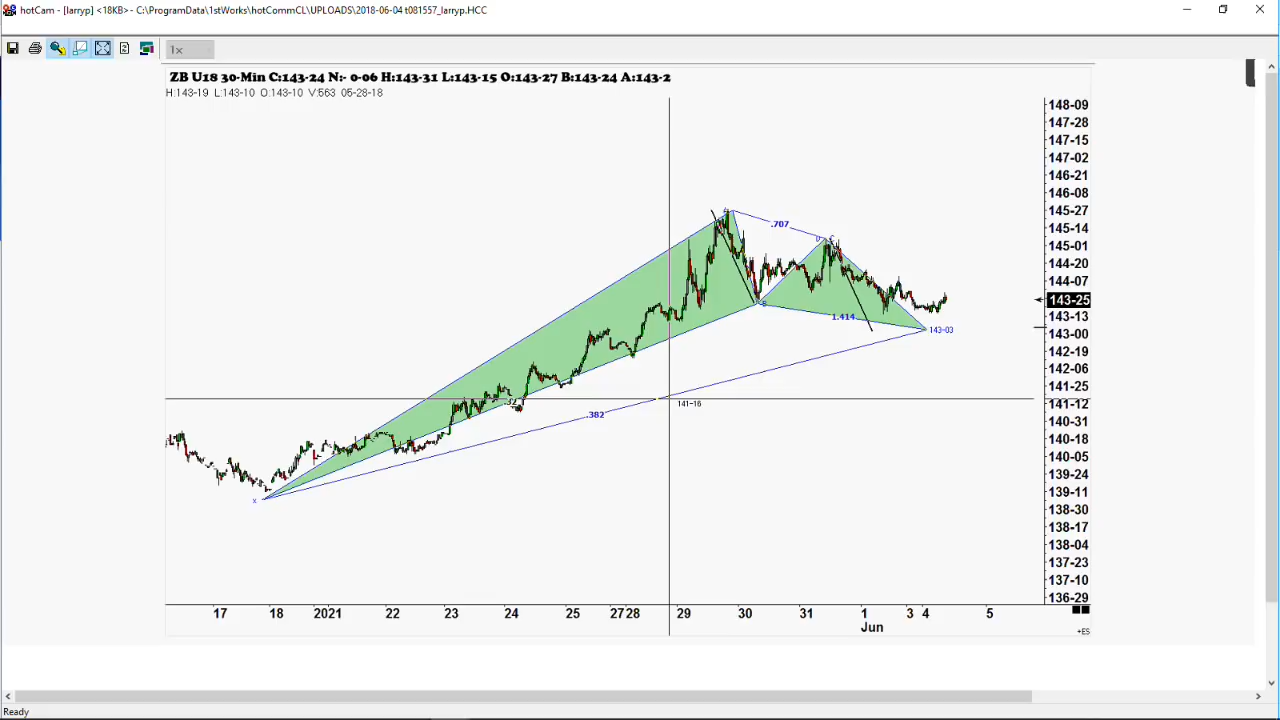 hotCam - [larryp] <18KB> - C:\ProgramData\1stWorks\hotCommCL\UPLOADS\2018-06-04 t081557_larryp.HCC
1x
ZB U18 30-Min C:143-24 N:- 0-06 H:143-31 L:143-15 O:143-27 B:143-24 A:143-2
H:143-19 L:143-10 O:143-10 V:563 05-28-18
148-09
147-28
147-15
147-02
146-21
146-08
A
145-27
.707
145-14
D C
145-01
144-20
144-07
143-25
B
1.414
143-13
143-03
143-00
142-19
142-06
141-25
.32
141-16
141-12
.382
140-31
140-18
140-05
139-24
139-11
X
138-30
138-17
138-04
137-23
137-10
136-29
17 18 2021 22 23 24 25 2728 29 30 31 1 3 4 5
Jun
+ES
Ready